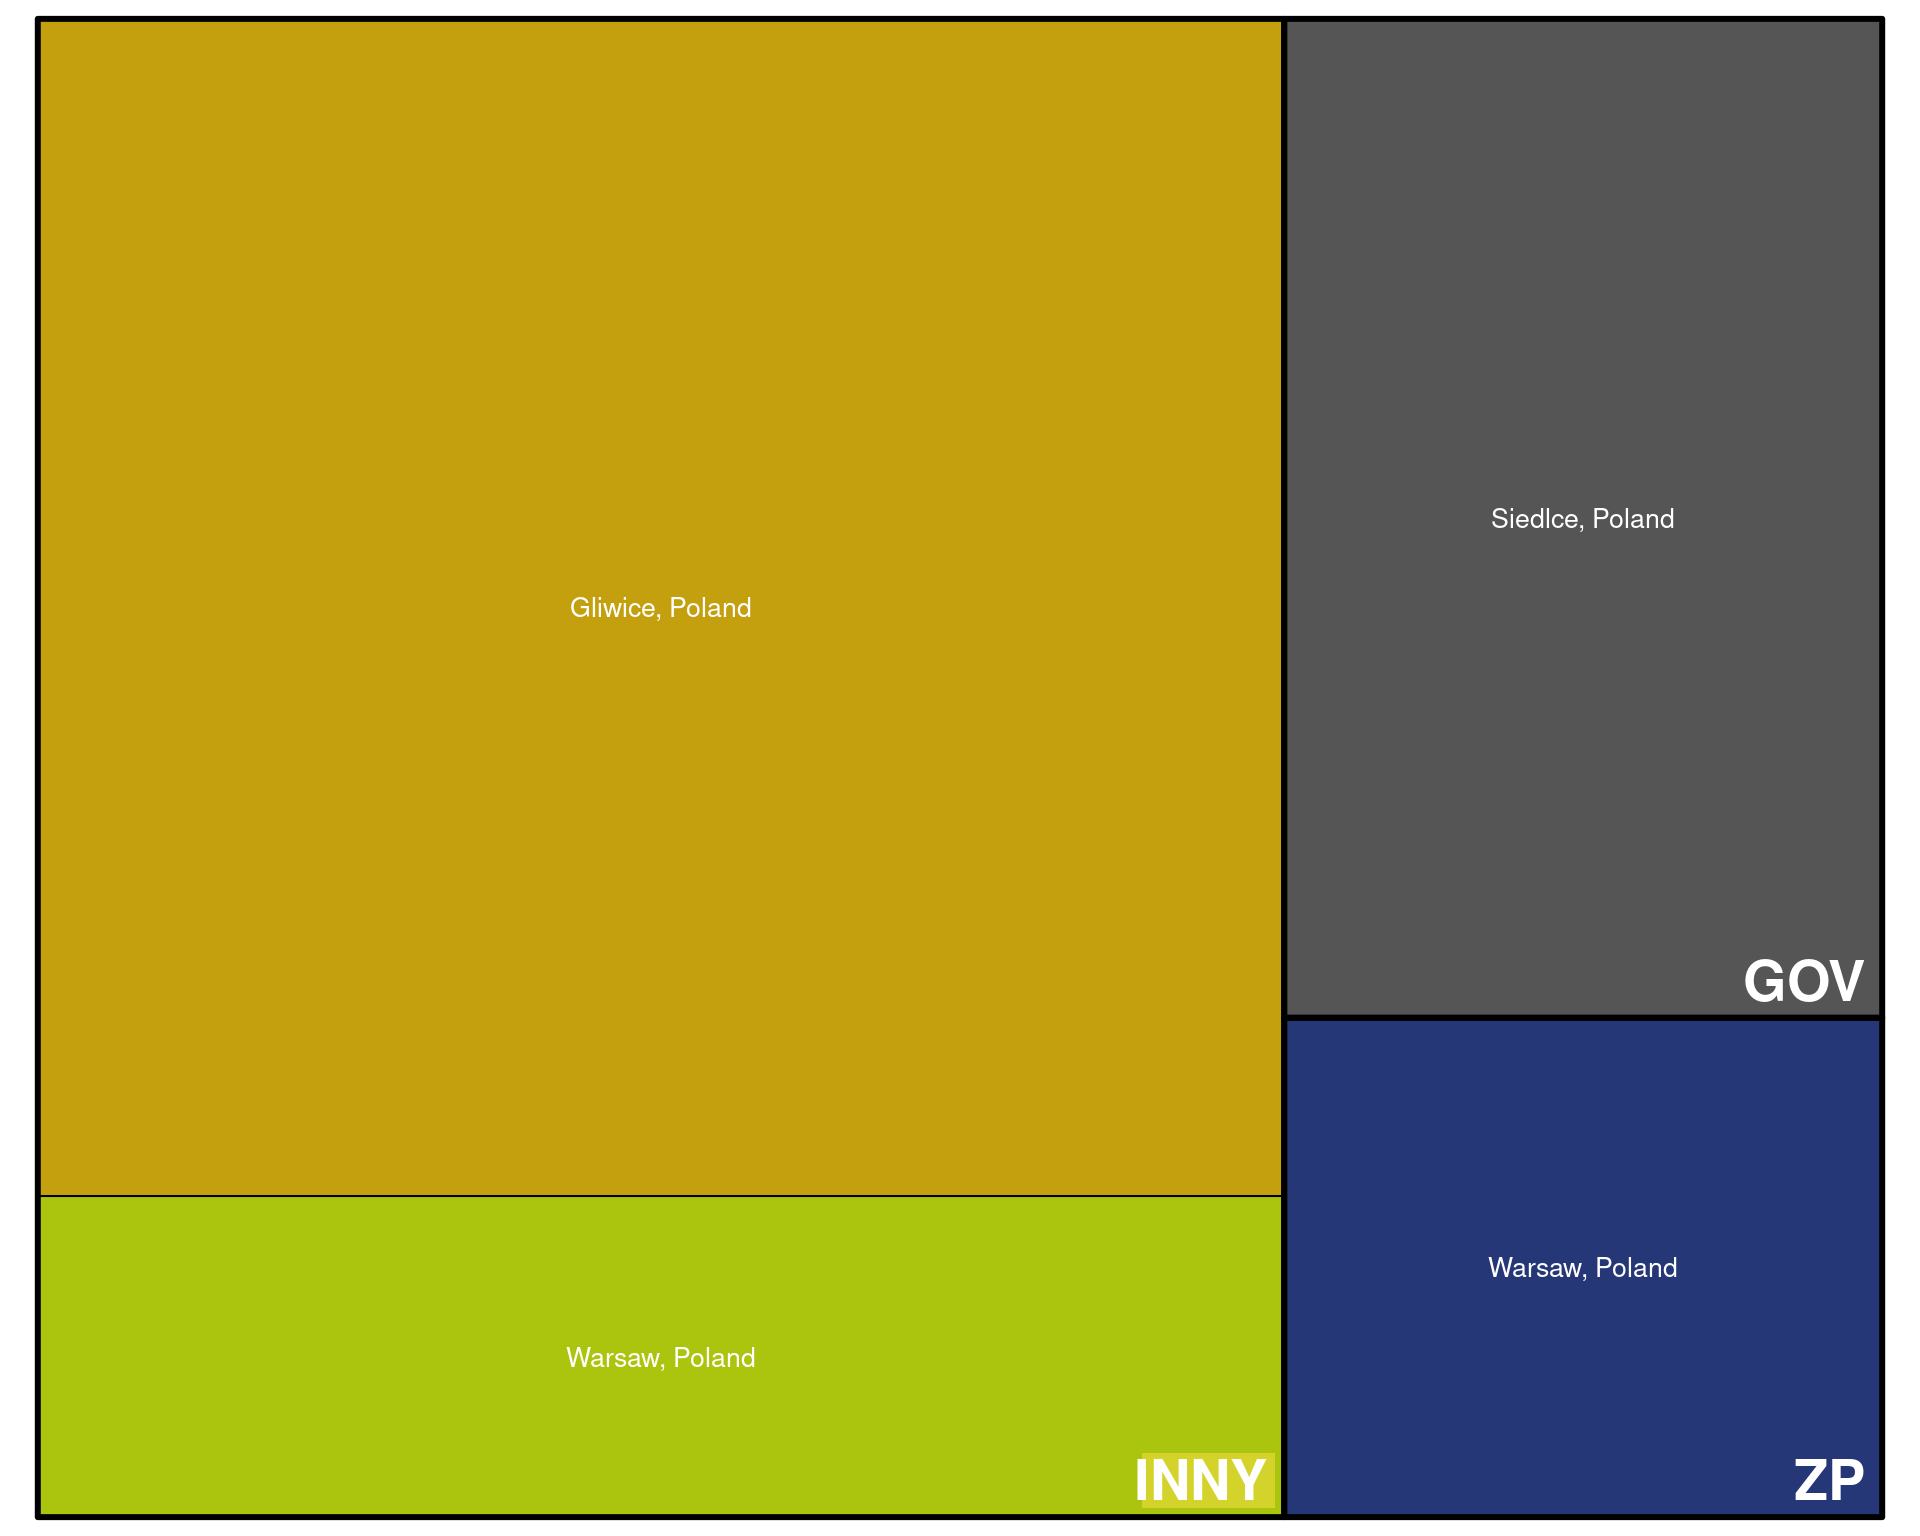 Gliwice, Poland
Warsaw, Poland
INNY
Siedlce, Poland
GOV
Warsaw, Poland
ZP